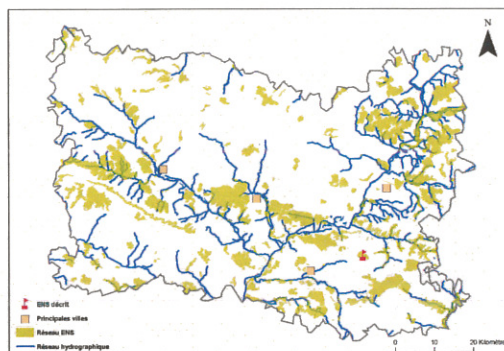 N
ENS décrit
Principales villes
Réseau ENS
Réseau hydrographique
0 10 20 Kilomètres